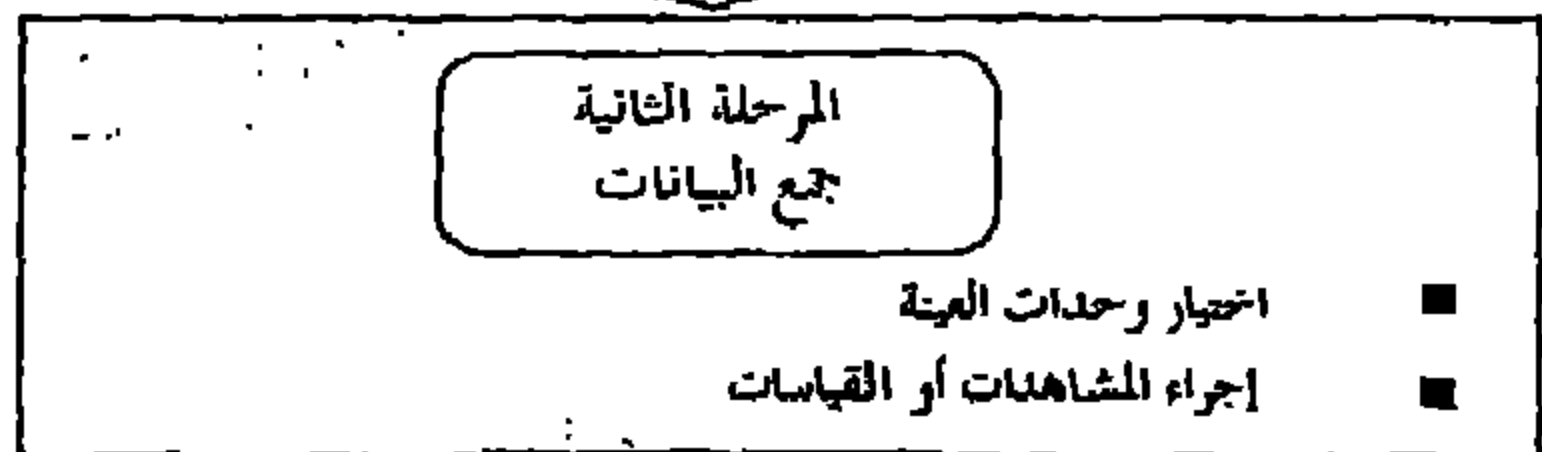 المرحلة الثانية
جمع البيانات
اختيار وحدات العينة
إجراء المشاهدات أو القياسات